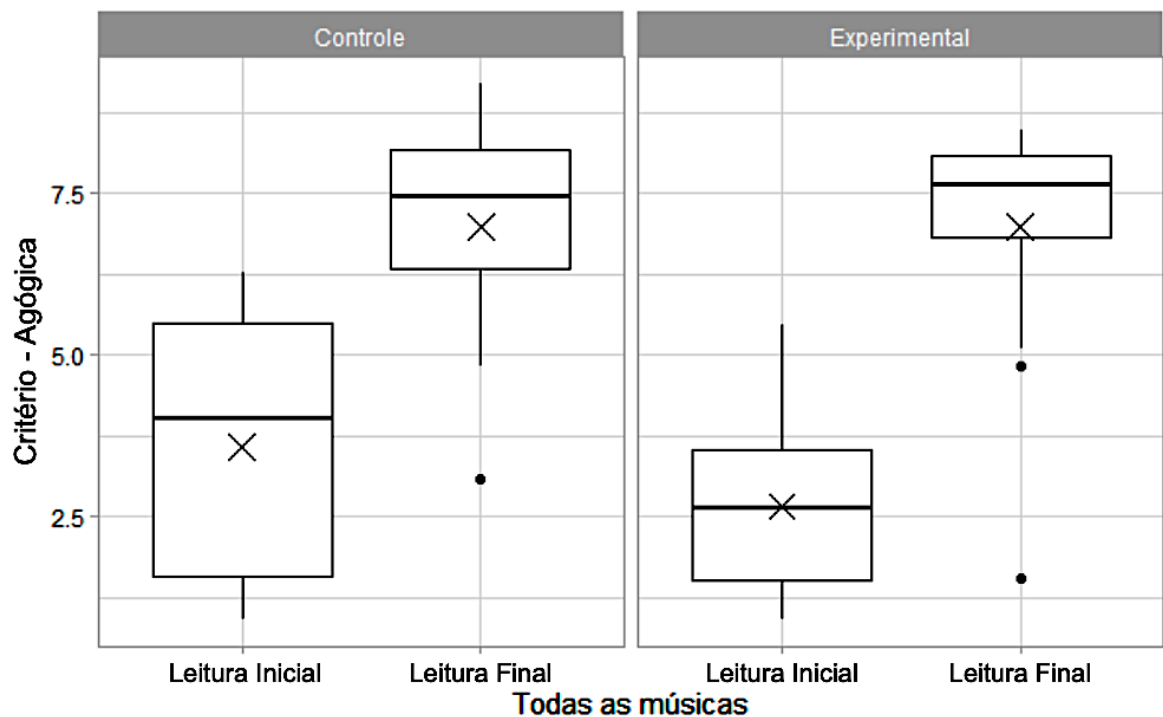 Controle
Experimental
Critério - Agógica
7.5
5.0
2.5
Leitura Inicial
Leitura Final
Leitura Inicial
Leitura Final
Todas as músicas